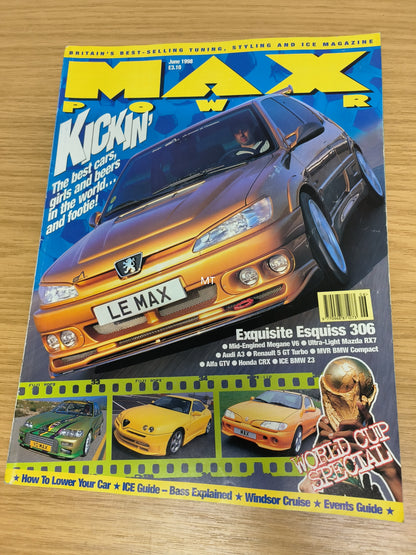 BRITAIN'S BEST-SELLING TUNING, STYLING AND ICE MAGAZINE
June 1998
£3.10
MAX
POWER
KICKIN'
The best cars,
girls and beers
in the world...
and footie!
MT
LE MAX
Exquisite Esquiss 306
● Mid-Engined Megane V6 ● Ultra-Light Mazda RX7
● Audi A3 ● Renault 5 GT Turbo ● MVR BMW Compact
● Alfa GTV ● Honda CRX ● ICE BMW Z3
WORLD CUP
SPECIAL!
★ How To Lower Your Car ★ ICE Guide – Bass Explained ★ Windsor Cruise ★ Events Guide ★